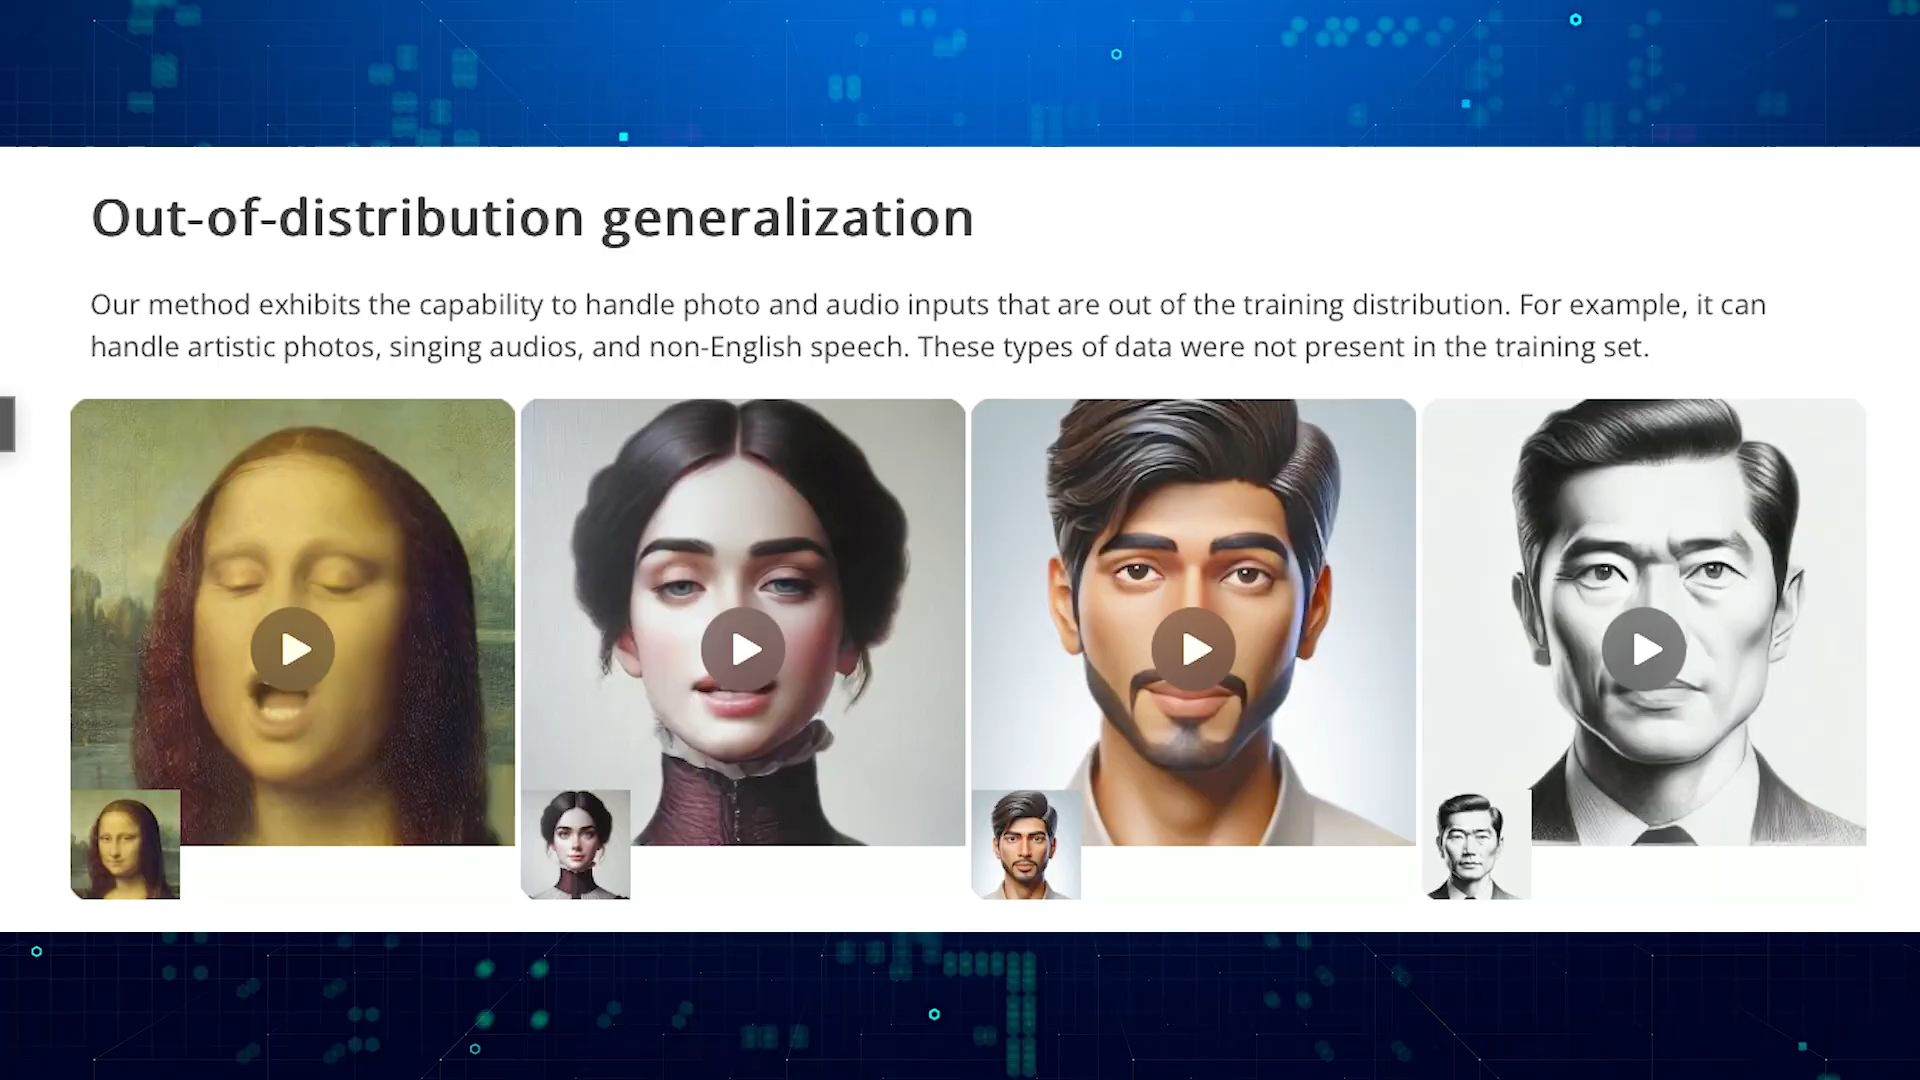 Out-of-distribution generalization
Our method exhibits the capability to handle photo and audio inputs that are out of the training distribution. For example, it can
handle artistic photos, singing audios, and non-English speech. These types of data were not present in the training set.